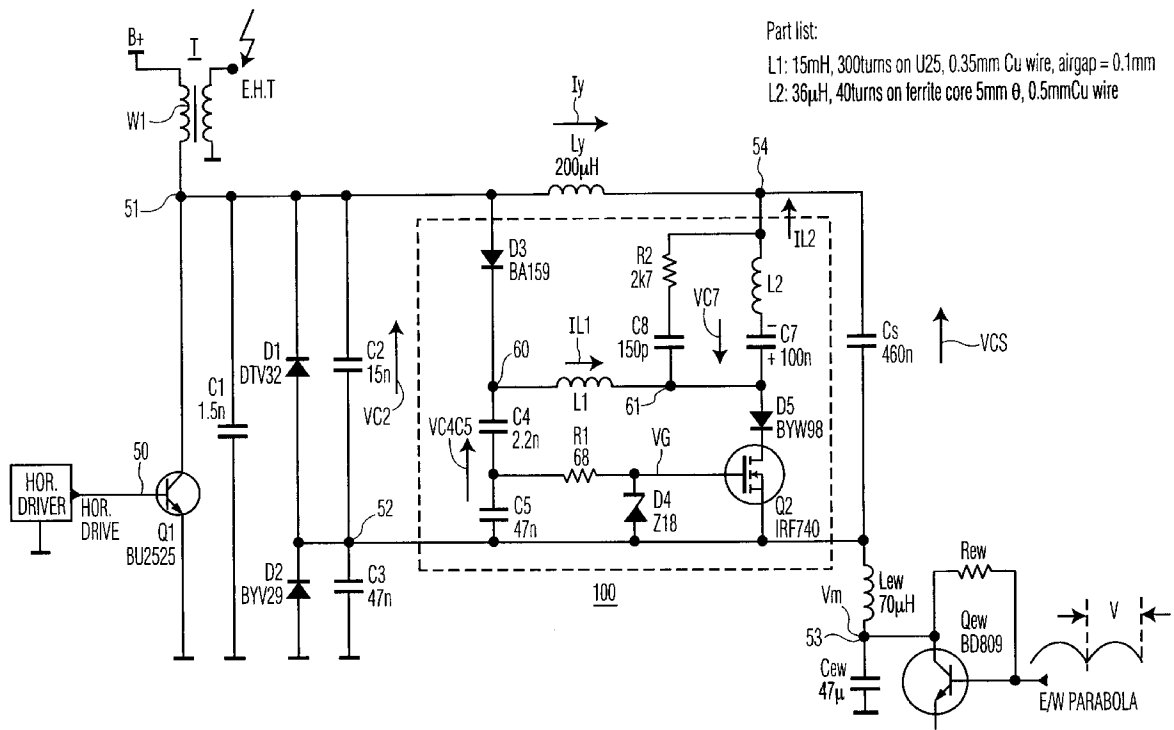 Part list:
L1: 15mH, 300turns on U25, 0.35mm Cu wire, airgap = 0.1mm
L2: 36μH, 40turns on ferrite core 5mm θ, 0.5mmCu wire
B+
T
E.H.T
W1
Iy
Ly
200μH
54
51
IL2
D3
BA159
R2
2k7
L2
VC7
C8
150p
C7
100n
−
+
Cs
460n
VCS
D1
DTV32
C2
15n
VC2
C1
1.5n
60
IL1
L1
61
D5
BYW98
C4
2.2n
VC4C5
R1
68
VG
50
HOR.
DRIVER
HOR.
DRIVE
Q1
BU2525
52
C5
47n
D4
Z18
Q2
IRF740
D2
BYV29
C3
47n
100
Lew
70μH
Rew
Vm
53
Qew
BD809
V
Cew
47μ
E/W PARABOLA